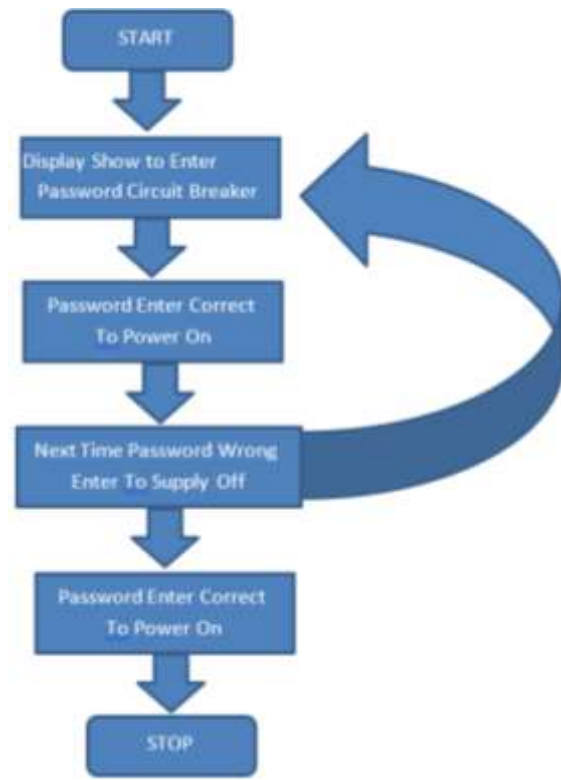 START
Display Show to Enter
Password Circuit Breaker
Password Enter Correct
To Power On
Next Time Password Wrong
Enter To Supply Off
Password Enter Correct
To Power On
STOP